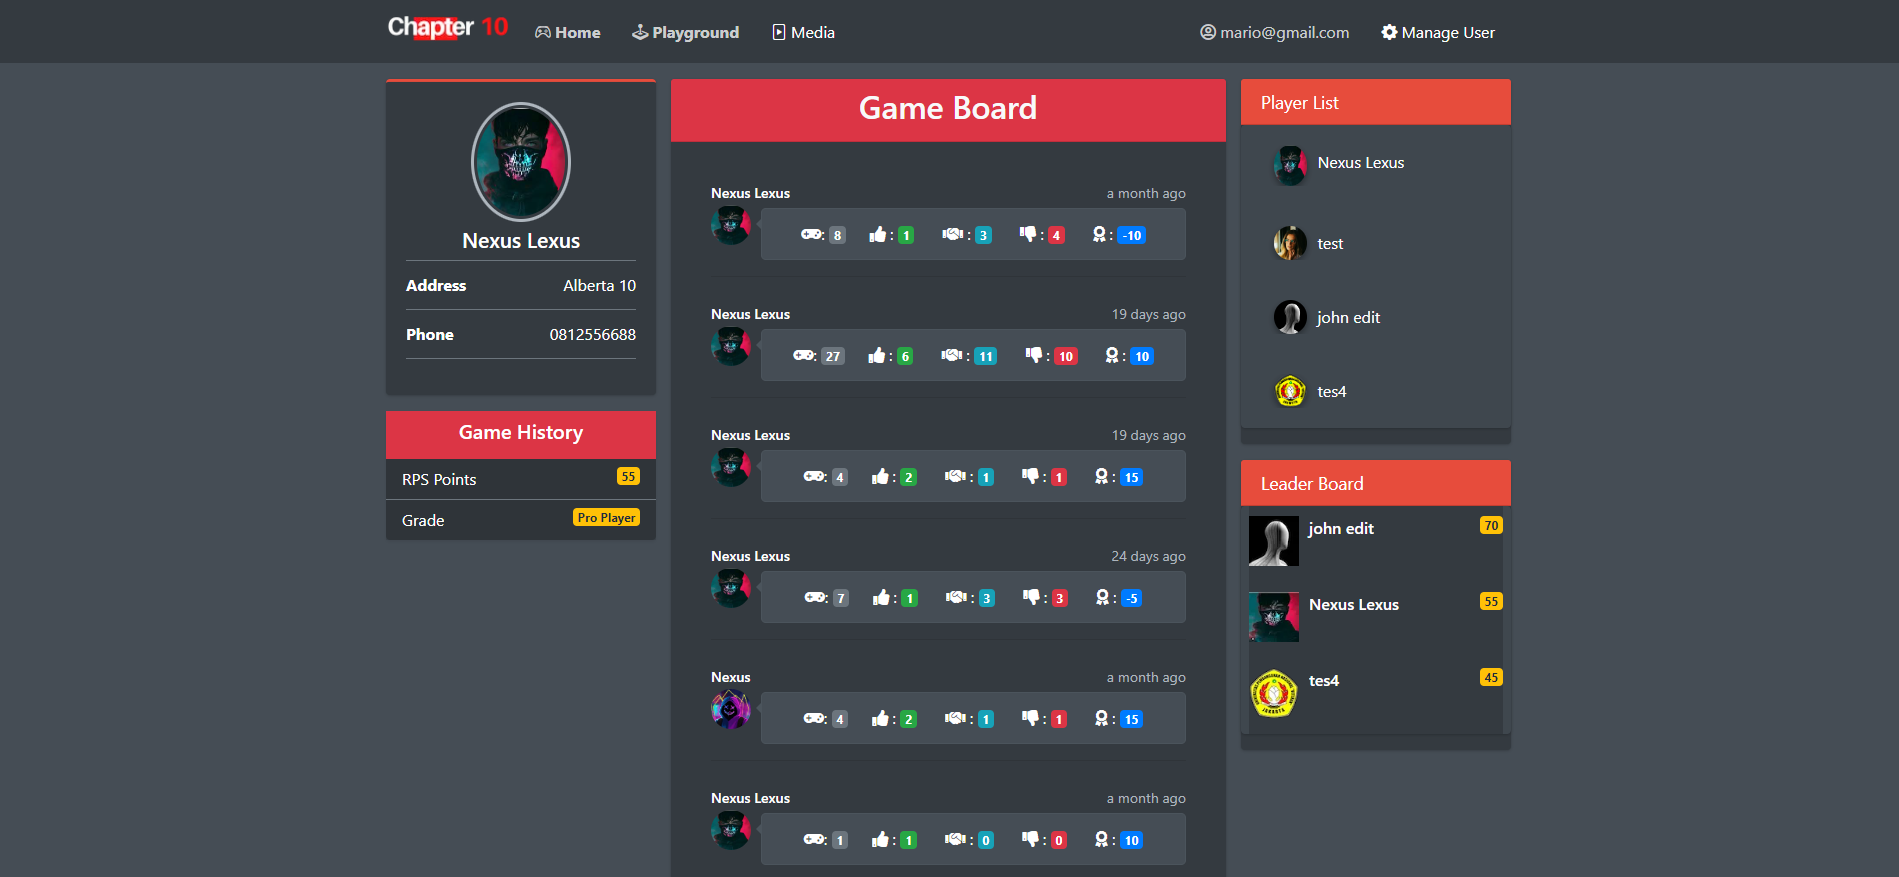 Chapter 10 Home Playground Media mario@gmail.com Manage User
Nexus Lexus
Address Alberta 10
Phone 0812556688
Game History
RPS Points 55
Grade Pro Player
Game Board
Nexus Lexus a month ago
: 8 : 1 : 3 : 4 : -10
Nexus Lexus 19 days ago
: 27 : 6 : 11 : 10 : 10
Nexus Lexus 19 days ago
: 4 : 2 : 1 : 1 : 15
Nexus Lexus 24 days ago
: 7 : 1 : 3 : 3 : -5
Nexus a month ago
: 4 : 2 : 1 : 1 : 15
Nexus Lexus a month ago
: 1 : 1 : 0 : 0 : 10
Player List
Nexus Lexus
test
john edit
tes4
Leader Board
john edit 70
Nexus Lexus 55
tes4 45